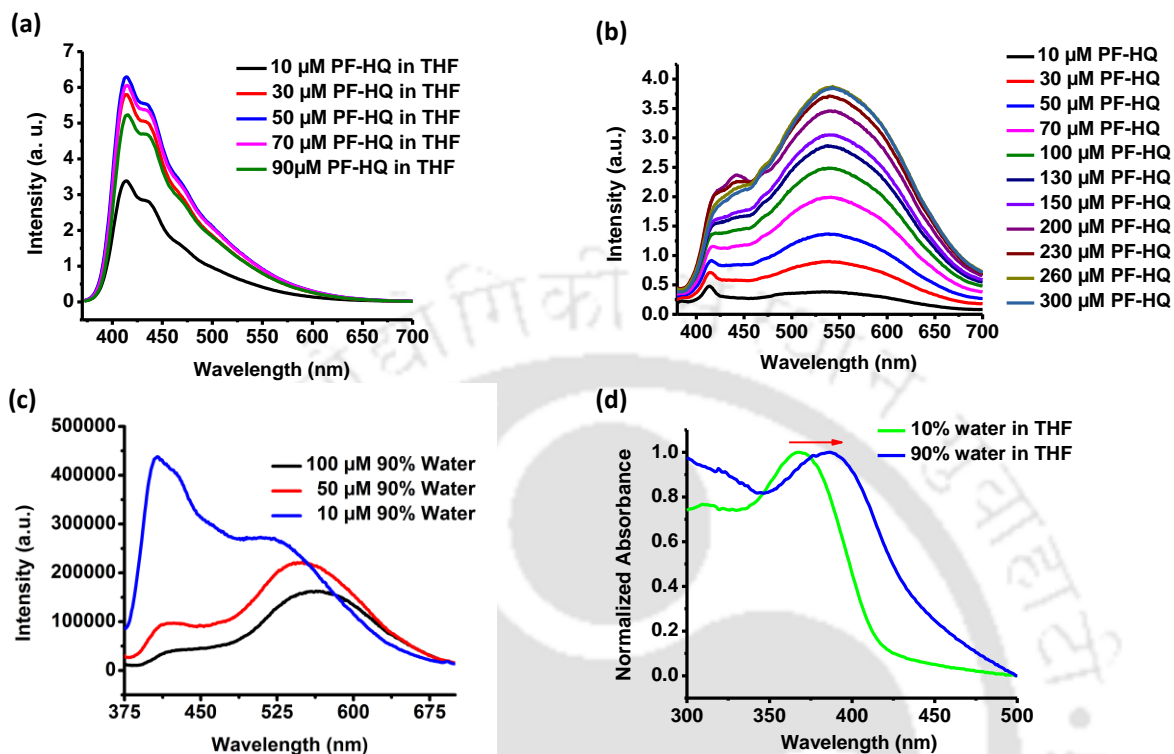 (a)
7
6
5
4
3
2
1
0
Intensity (a. u.)
400 450 500 550 600 650 700
Wavelength (nm)
10 µM PF-HQ in THF
30 µM PF-HQ in THF
50 µM PF-HQ in THF
70 µM PF-HQ in THF
90µM PF-HQ in THF
(b)
4.0
3.5
3.0
2.5
2.0
1.5
1.0
0.5
0.0
Intensity (a.u.)
400 450 500 550 600 650 700
Wavelength (nm)
10 µM PF-HQ
30 µM PF-HQ
50 µM PF-HQ
70 µM PF-HQ
100 µM PF-HQ
130 µM PF-HQ
150 µM PF-HQ
200 µM PF-HQ
230 µM PF-HQ
260 µM PF-HQ
300 µM PF-HQ
(c)
500000
400000
300000
200000
100000
0
Intensity (a.u.)
375 450 525 600 675
Wavelength (nm)
100 µM 90% Water
50 µM 90% Water
10 µM 90% Water
(d)
1.0
0.8
0.6
0.4
0.2
0.0
Normalized Absorbance
300 350 400 450 500
Wavelength (nm)
10% water in THF
90% water in THF